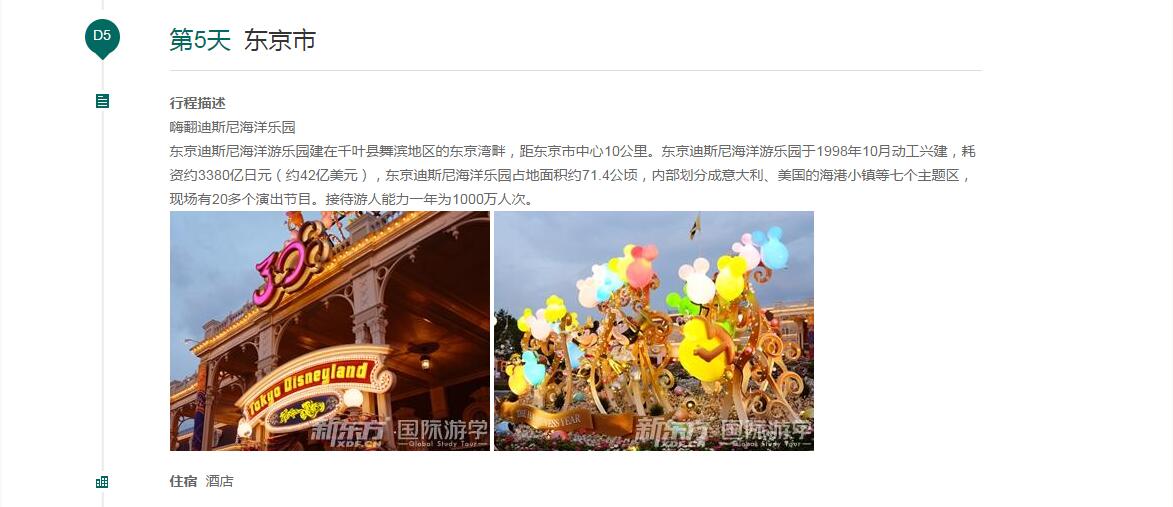 D5
第5天 东京市
行程描述
嗨翻迪斯尼海洋乐园
东京迪斯尼海洋游乐园建在千叶县舞滨地区的东京湾畔，距东京市中心10公里。东京迪斯尼海洋游乐园于1998年10月动工兴建，耗
资约3380亿日元（约42亿美元），东京迪斯尼海洋乐园占地面积约71.4公顷，内部划分成意大利、美国的海港小镇等七个主题区，
现场有20多个演出节目。接待游人能力一年为1000万人次。
30
Tokyo Disneyland
新东方 XDF.CN 国际游学 Global Study Tour
新东方 XDF.CN 国际游学 Global Study Tour
住宿 酒店